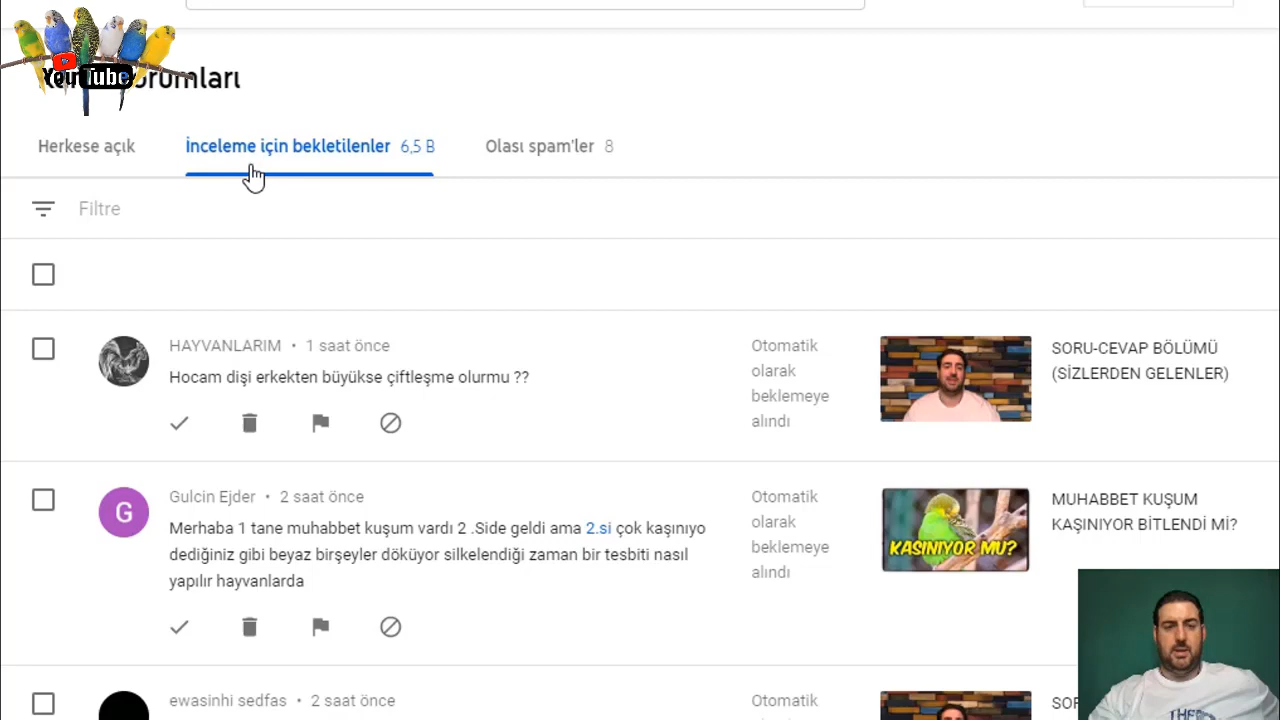 YouTube
orumları
Herkese açık
İnceleme için bekletilenler 6,5 B
Olası spam'ler 8
Filtre
HAYVANLARIM • 1 saat önce
Hocam dişi erkekten büyükse çiftleşme olurmu ??
Otomatik
olarak
beklemeye
alındı
SORU-CEVAP BÖLÜMÜ
(SİZLERDEN GELENLER)
G
Gulcin Ejder • 2 saat önce
Merhaba 1 tane muhabbet kuşum vardı 2 .Side geldi ama 2.si çok kaşınıyo
dediğiniz gibi beyaz birşeyler döküyor silkelendiği zaman bir tesbiti nasıl
yapılır hayvanlarda
Otomatik
olarak
beklemeye
alındı
KAŞINIYOR MU?
MUHABBET KUŞUM
KAŞINIYOR BİTLENDİ Mİ?
ewasinhi sedfas • 2 saat önce
Otomatik